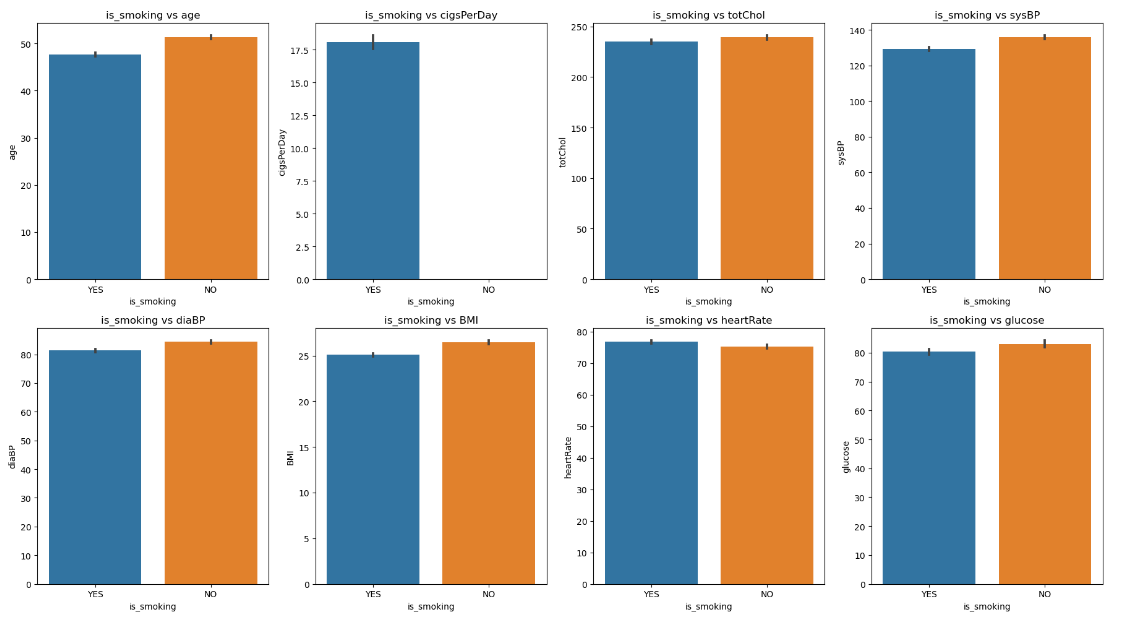 is_smoking vs age
50
40
30
20
10
0
age
YES
NO
is_smoking
is_smoking vs cigsPerDay
17.5
15.0
12.5
10.0
7.5
5.0
2.5
0.0
cigsPerDay
YES
NO
is_smoking
is_smoking vs totChol
250
200
150
100
50
0
totChol
YES
NO
is_smoking
is_smoking vs sysBP
140
120
100
80
60
40
20
0
sysBP
YES
NO
is_smoking
is_smoking vs diaBP
80
70
60
50
40
30
20
10
0
diaBP
YES
NO
is_smoking
is_smoking vs BMI
25
20
15
10
5
0
BMI
YES
NO
is_smoking
is_smoking vs heartRate
80
70
60
50
40
30
20
10
0
heartRate
YES
NO
is_smoking
is_smoking vs glucose
80
70
60
50
40
30
20
10
0
glucose
YES
NO
is_smoking